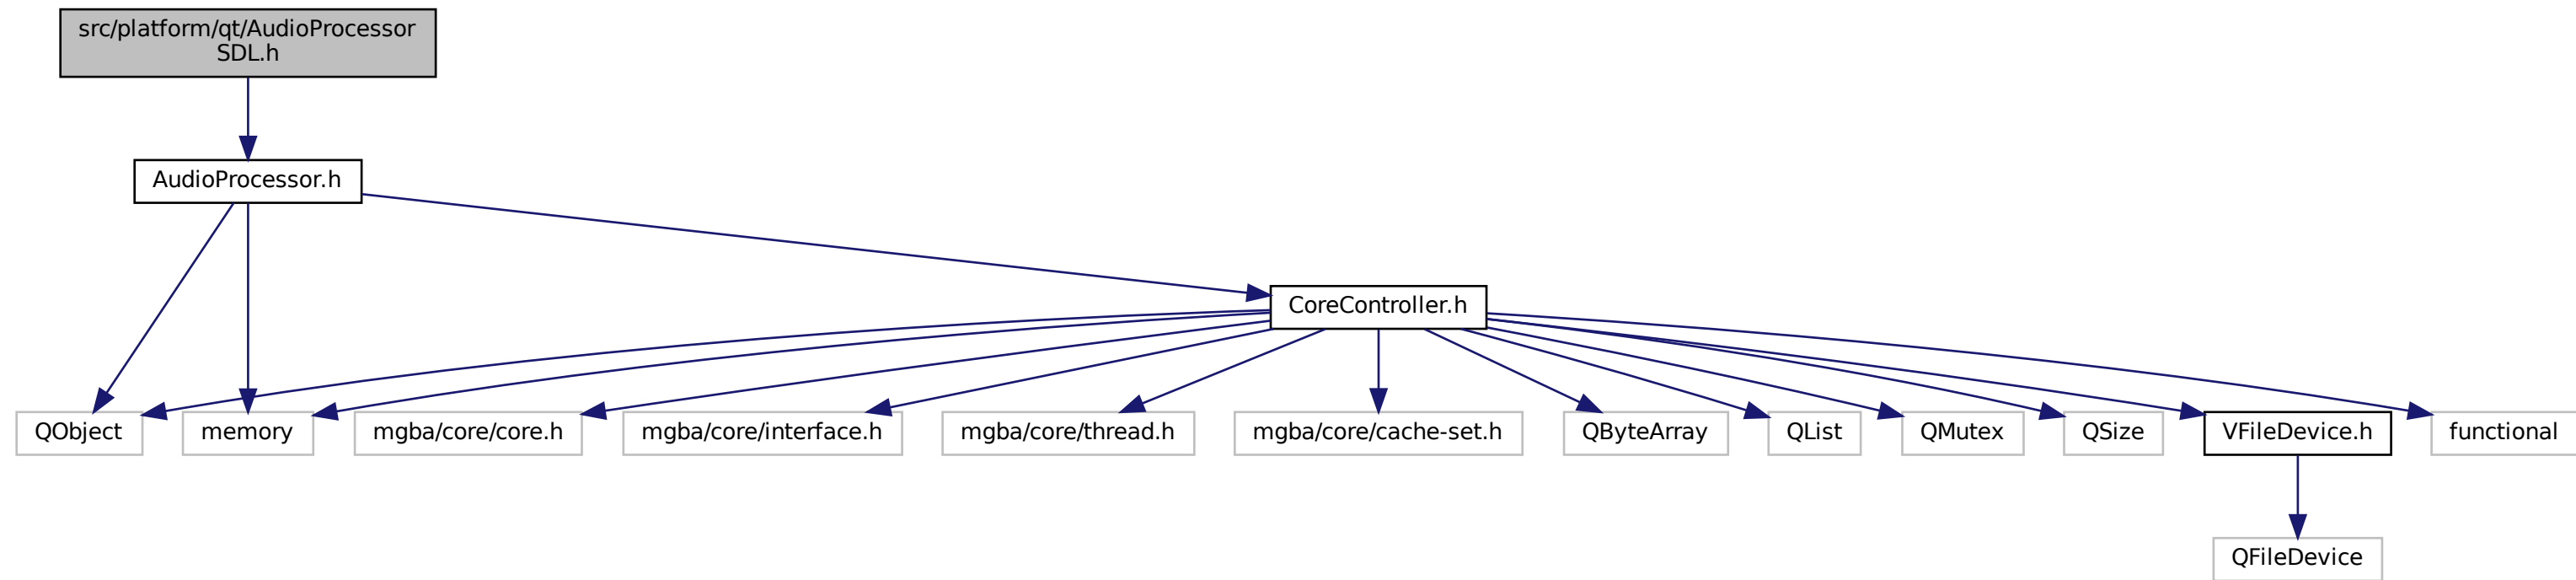 src/platform/qt/AudioProcessor
SDL.h
AudioProcessor.h
CoreController.h
QObject
memory
mgba/core/core.h
mgba/core/interface.h
mgba/core/thread.h
mgba/core/cache-set.h
QByteArray
QList
QMutex
QSize
VFileDevice.h
functional
QFileDevice